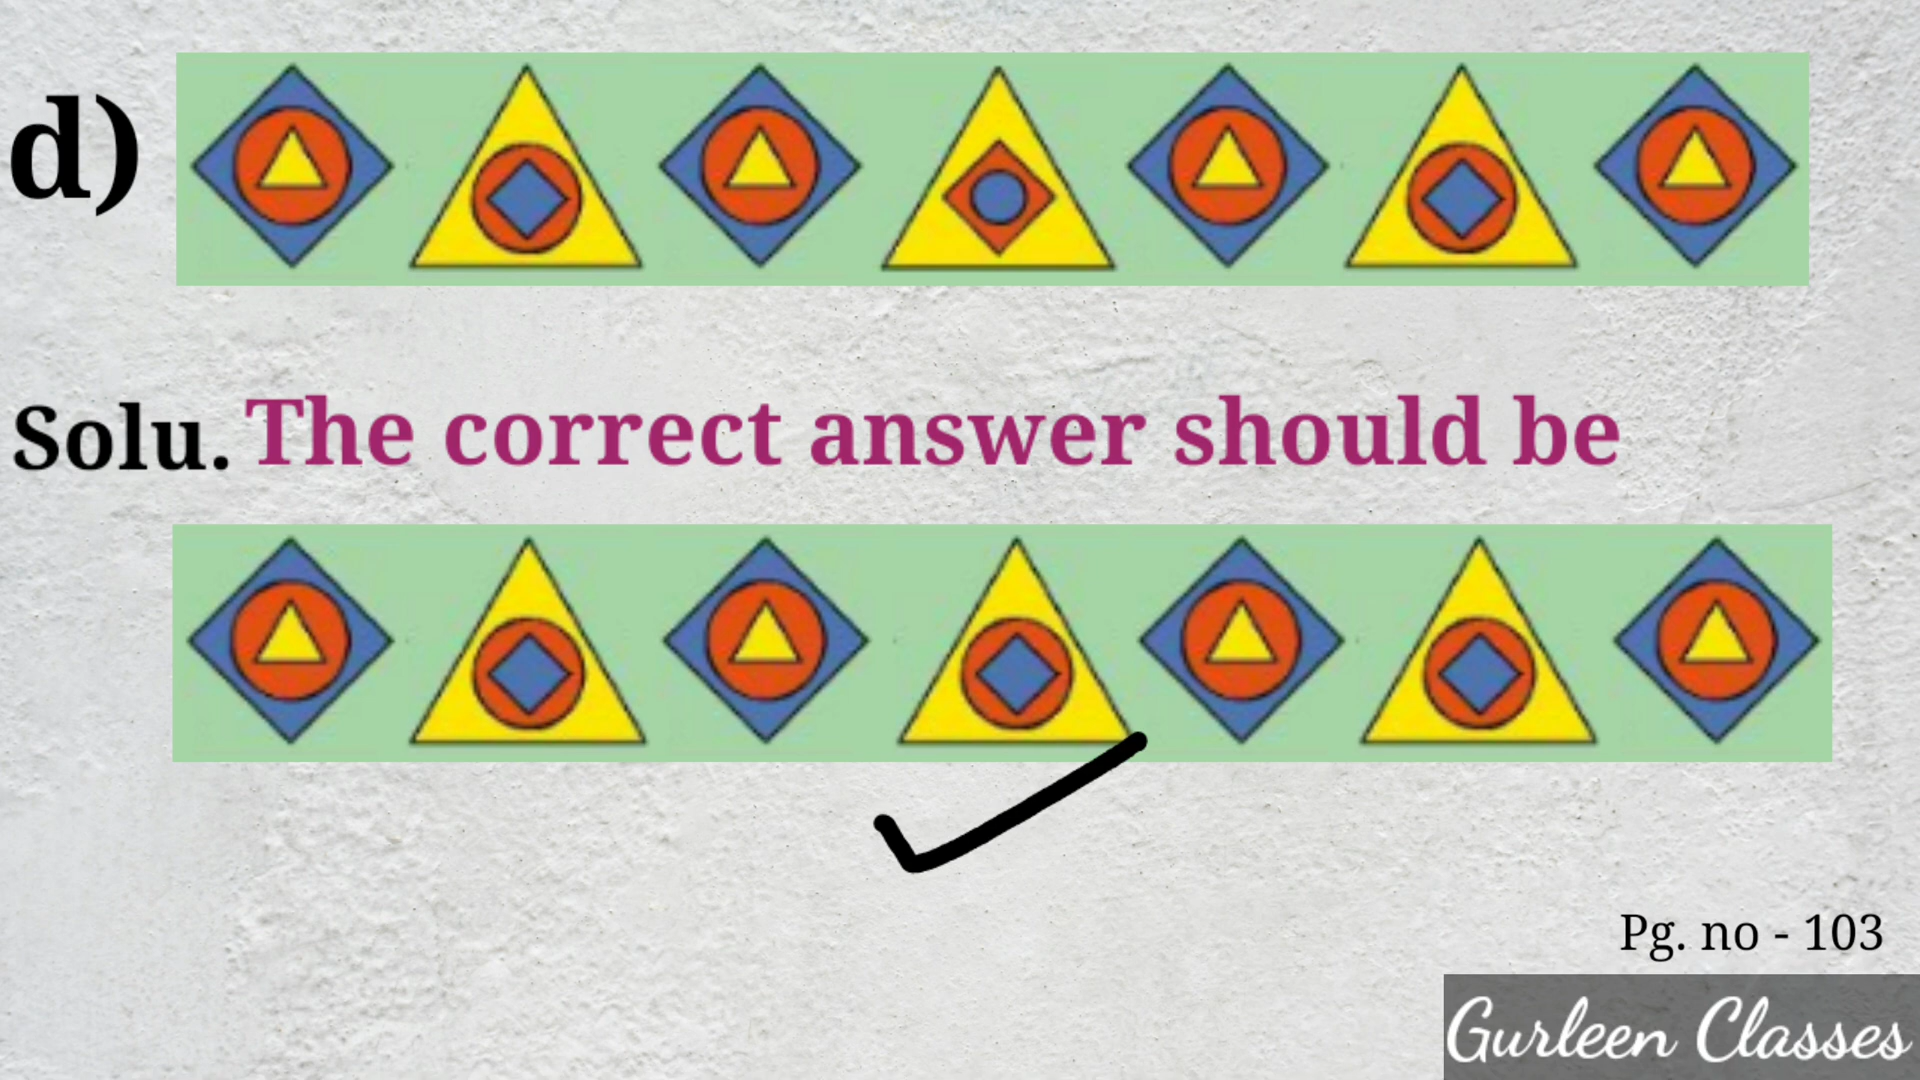 d)
Solu. The correct answer should be
Pg. no - 103
Gurleen Classes